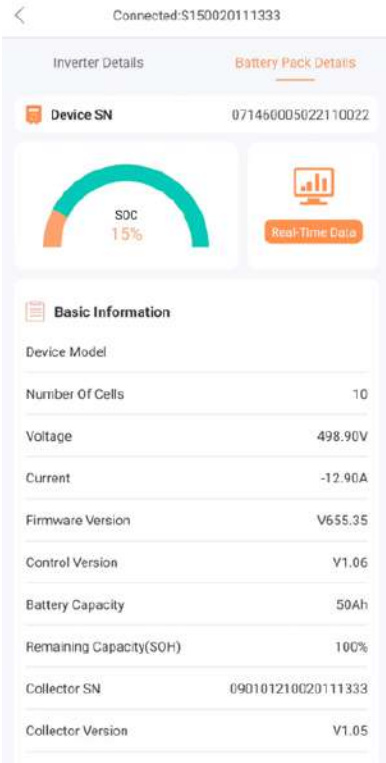 Connected:S150020111333
Inverter Details Battery Pack Details
Device SN 071460005022110022
SOC
15%
Real-Time Data
Basic Information
Device Model
Number Of Cells 10
Voltage 498.90V
Current -12.90A
Firmware Version V655.35
Control Version V1.06
Battery Capacity 50Ah
Remaining Capacity(SOH) 100%
Collector SN 090101210020111333
Collector Version V1.05